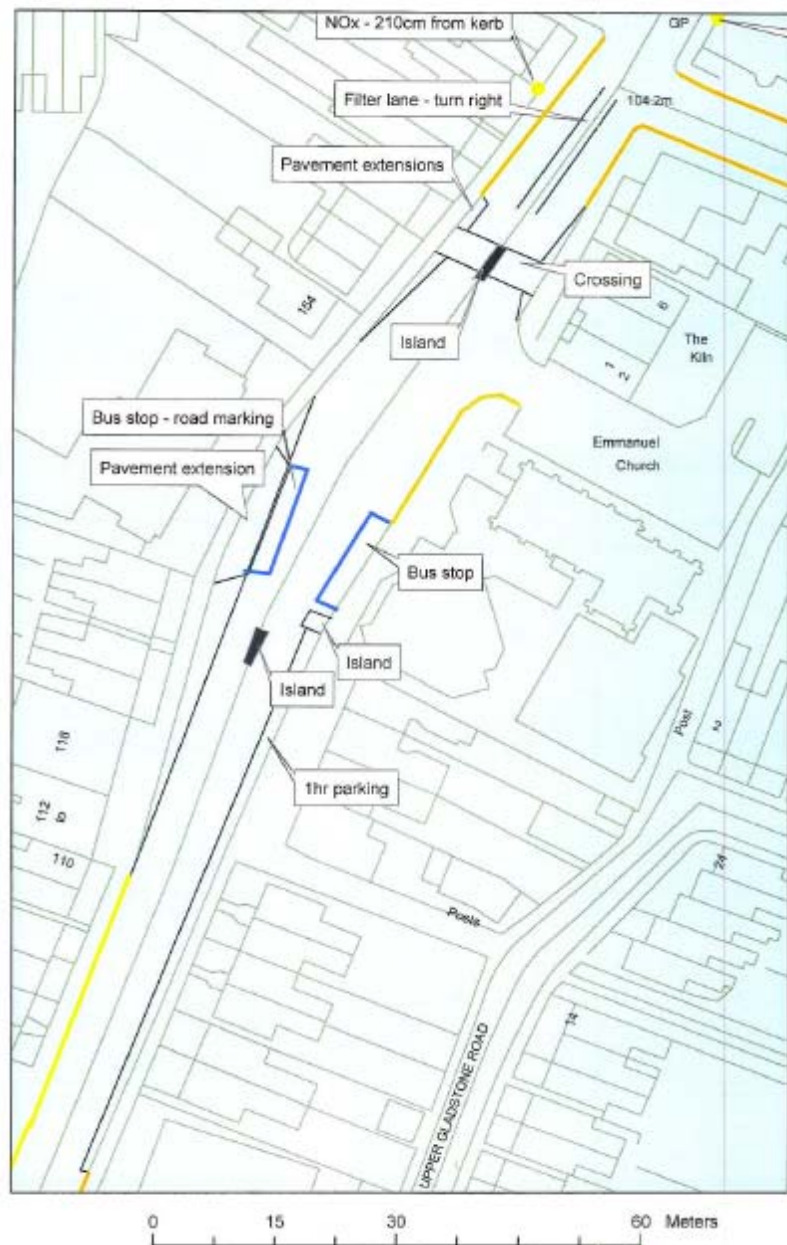 NOx - 210cm from kerb
GP
Filter lane - turn right
104.2m
Pavement extensions
Crossing
Island
154
6
The
Kiln
1
2
Bus stop - road marking
Pavement extension
Emmanuel
Church
Bus stop
Island
Island
Post
2
118
1hr parking
112
110
24
Posts
14
UPPER GLADSTONE ROAD
0 15 30 60 Meters